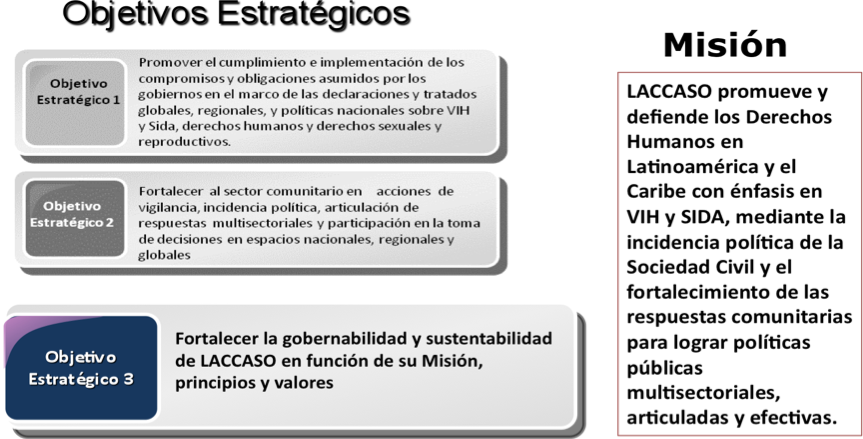 Objetivos Estratégicos
Objetivo
Estratégico 1
Promover el cumplimiento e implementación de los
compromisos y obligaciones asumidos por los
gobiernos en el marco de las declaraciones y tratados
globales, regionales, y políticas nacionales sobre VIH
y Sida, derechos humanos y derechos sexuales y
reproductivos.
Objetivo
Estratégico 2
Fortalecer al sector comunitario en acciones de
vigilancia, incidencia política, articulación de
respuestas multisectoriales y participación en la toma
de decisiones en espacios nacionales, regionales y
globales
Objetivo
Estratégico 3
Fortalecer la gobernabilidad y sustentabilidad
de LACCASO en función de su Misión,
principios y valores
Misión
LACCASO promueve y
defiende los Derechos
Humanos en
Latinoamérica y el
Caribe con énfasis en
VIH y SIDA, mediante la
incidencia política de la
Sociedad Civil y el
fortalecimiento de las
respuestas comunitarias
para lograr políticas
públicas
multisectoriales,
articuladas y efectivas.